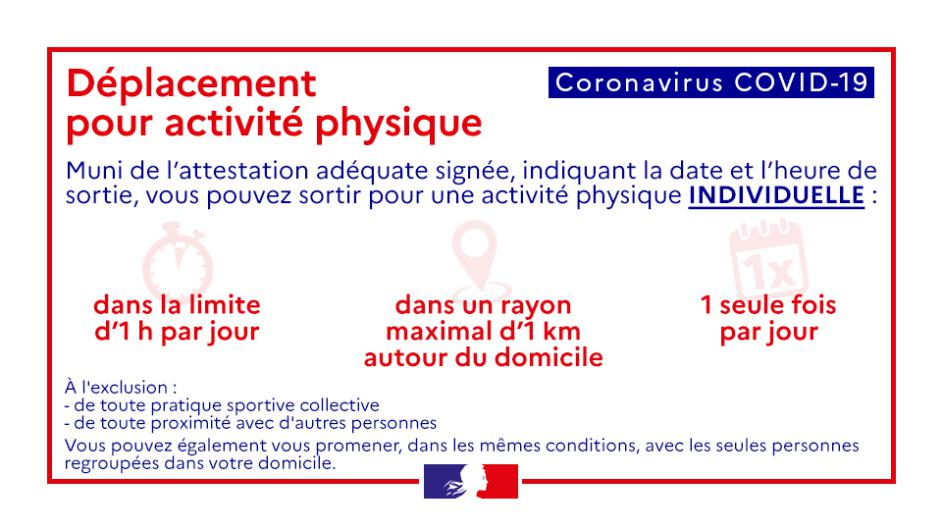 Déplacement
pour activité physique
Coronavirus COVID-19
Muni de l'attestation adéquate signée, indiquant la date et l'heure de
sortie, vous pouvez sortir pour une activité physique INDIVIDUELLE :
dans la limite
d'1 h par jour
dans un rayon
maximal d'1 km
autour du domicile
1x
1 seule fois
par jour
À l'exclusion :
- de toute pratique sportive collective
- de toute proximité avec d'autres personnes
Vous pouvez également vous promener, dans les mêmes conditions, avec les seules personnes
regroupées dans votre domicile.